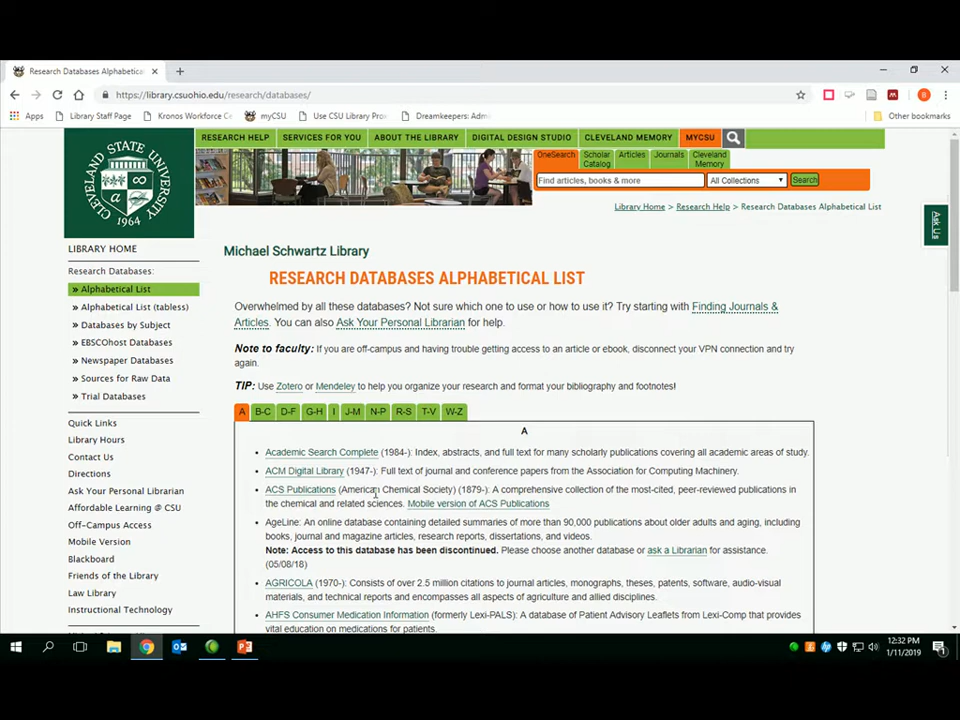 Research Databases Alphabetical
https://library.csuohio.edu/research/databases/
Apps Library Staff Page Kronos Workforce C myCSU Use CSU Library Pro Dreamkeepers: Adm Other bookmarks
RESEARCH HELP SERVICES FOR YOU ABOUT THE LIBRARY DIGITAL DESIGN STUDIO CLEVELAND MEMORY MYCSU
CLEVELAND STATE UNIVERSITY
1964
OneSearch Scholar Catalog Articles Journals Cleveland Memory
Find articles, books & more All Collections Search
Library Home > Research Help > Research Databases Alphabetical List
Ask Us
LIBRARY HOME
Research Databases:
» Alphabetical List
» Alphabetical List (tabless)
» Databases by Subject
» EBSCOhost Databases
» Newspaper Databases
» Sources for Raw Data
» Trial Databases
Quick Links
Library Hours
Contact Us
Directions
Ask Your Personal Librarian
Affordable Learning @ CSU
Off-Campus Access
Mobile Version
Blackboard
Friends of the Library
Law Library
Instructional Technology
Michael Schwartz Library
RESEARCH DATABASES ALPHABETICAL LIST
Overwhelmed by all these databases? Not sure which one to use or how to use it? Try starting with Finding Journals &
Articles. You can also Ask Your Personal Librarian for help.
Note to faculty: If you are off-campus and having trouble getting access to an article or ebook, disconnect your VPN connection and try
again.
TIP: Use Zotero or Mendeley to help you organize your research and format your bibliography and footnotes!
A B-C D-F G-H I J-M N-P R-S T-V W-Z
A
• Academic Search Complete (1984-): Index, abstracts, and full text for many scholarly publications covering all academic areas of study.
• ACM Digital Library (1947-): Full text of journal and conference papers from the Association for Computing Machinery.
• ACS Publications (American Chemical Society) (1879-): A comprehensive collection of the most-cited, peer-reviewed publications in
the chemical and related sciences. Mobile version of ACS Publications
• AgeLine: An online database containing detailed summaries of more than 90,000 publications about older adults and aging, including
books, journal and magazine articles, research reports, dissertations, and videos.
Note: Access to this database has been discontinued. Please choose another database or ask a Librarian for assistance.
(05/08/18)
• AGRICOLA (1970-): Consists of over 2.5 million citations to journal articles, monographs, theses, patents, software, audio-visual
materials, and technical reports and encompasses all aspects of agriculture and allied disciplines.
• AHFS Consumer Medication Information (formerly Lexi-PALS): A database of Patient Advisory Leaflets from Lexi-Comp that provides
vital education on medications for patients.
12:32 PM
1/11/2019